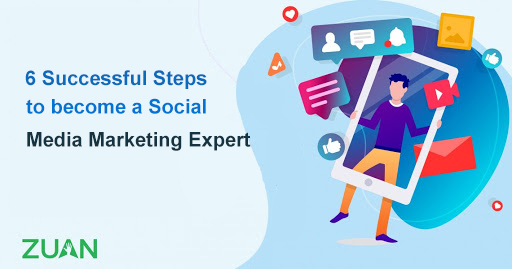 6 Successful Steps
to become a Social
Media Marketing Expert
ZUAN